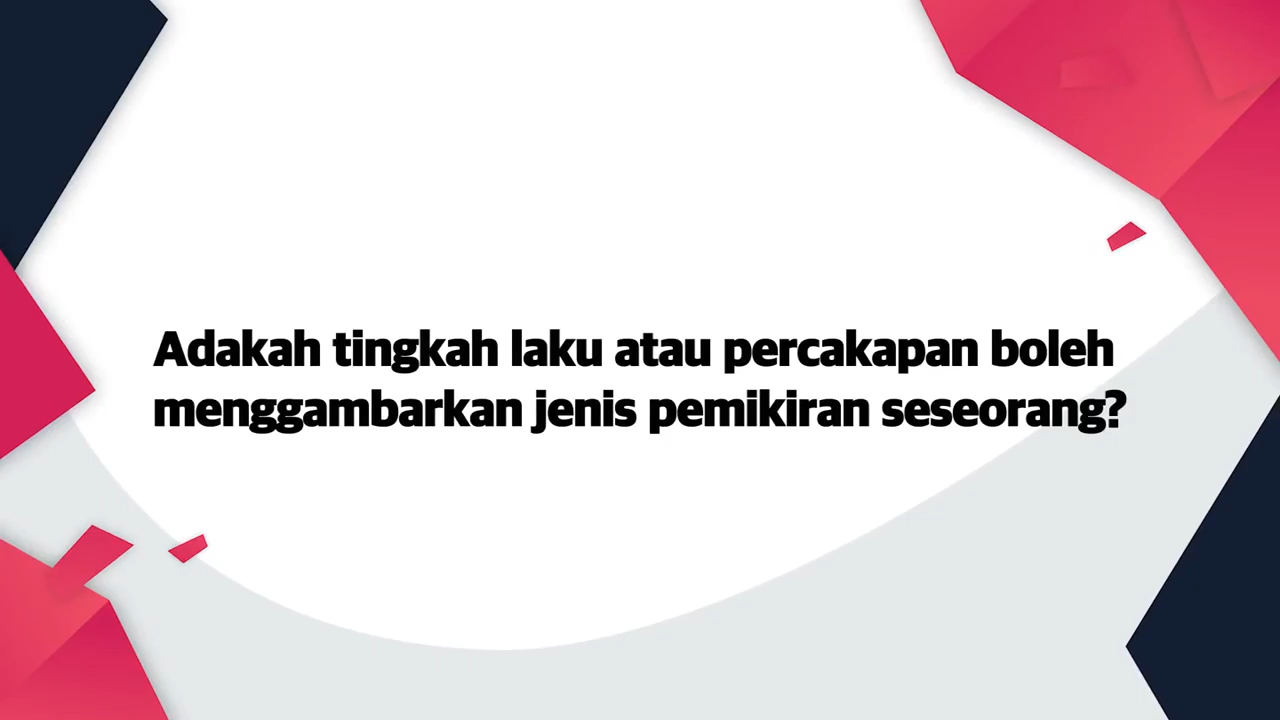 Adakah tingkah laku atau percakapan boleh
menggambarkan jenis pemikiran seseorang?